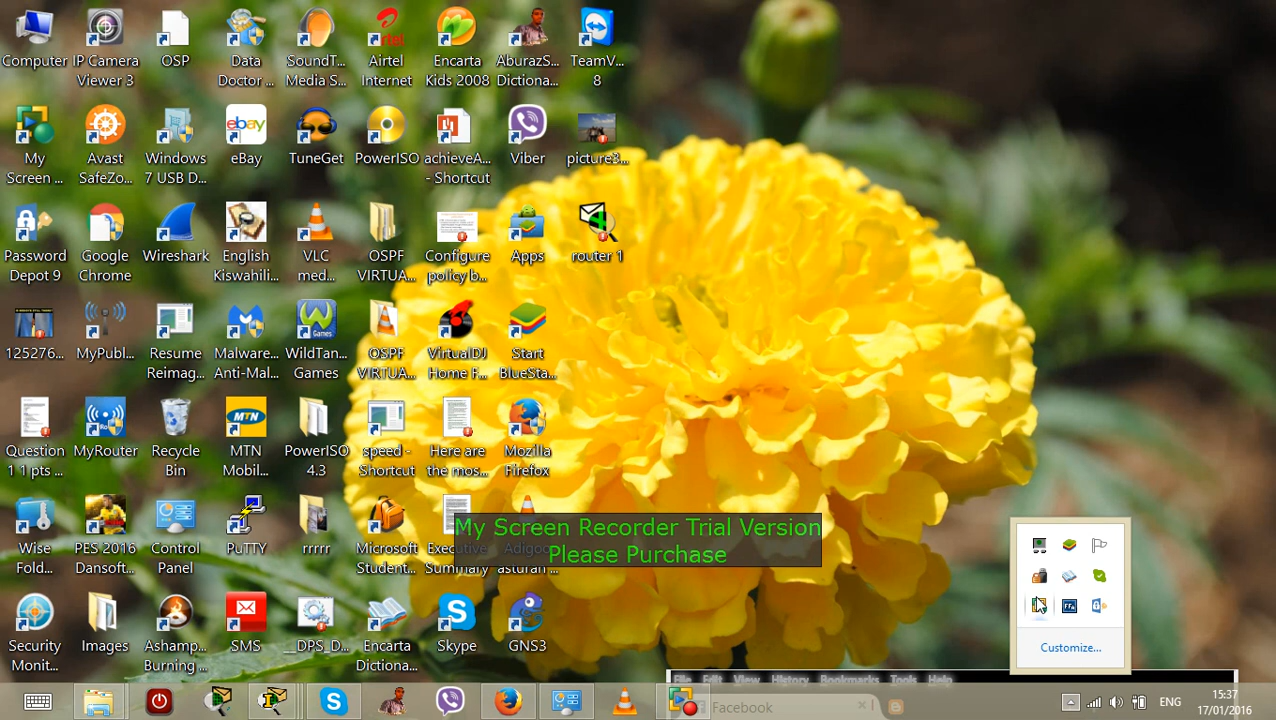 Computer
IP Camera
Viewer 3
OSP
Data
Doctor ...
SoundT...
Media S...
Airtel
Internet
Encarta
Kids 2008
AburazS...
Dictiona...
TeamV...
8
My
Screen ...
Avast
SafeZo...
Windows
7 USB D...
eBay
TuneGet
PowerISO
achieveA...
- Shortcut
Viber
picture3...
Password
Depot 9
Google
Chrome
Wireshark
English
Kiswahili...
VLC
med...
OSPF
VIRTUA...
Configure
policy b...
Apps
router 1
125276...
MyPubl...
Resume
Reimag...
Malware...
Anti-Mal...
WildTan...
Games
OSPF
VIRTUA...
VirtualDJ
Home F...
Start
BlueSta...
Question
1 1 pts ...
MyRouter
Recycle
Bin
MTN
Mobil...
PowerISO
4.3
speed -
Shortcut
Here are
the mos...
Mozilla
Firefox
My Screen Recorder Trial Version
Please Purchase
Wise
Fold...
PES 2016
Dansoft...
Control
Panel
PuTTY
rrrrr
Microsoft
Student...
Executive
Summary
Security
Monit...
Images
Ashamp...
Burning ...
SMS
__DPS_D...
Encarta
Dictiona...
Skype
GNS3
Customize...
File Edit View History Bookmarks Tools Help
Facebook
ENG
15:37
17/01/2016